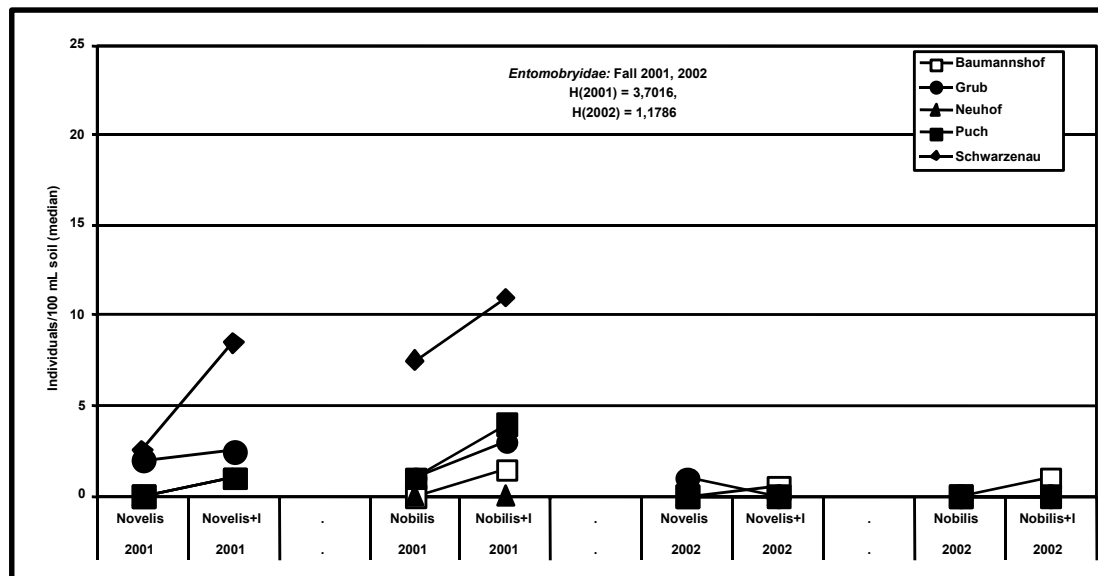 25
20
15
10
5
0
Individuals/100 mL soil (median)
Entomobryidae: Fall 2001, 2002
H(2001) = 3,7016,
H(2002) = 1,1786
Baumannshof
Grub
Neuhof
Puch
Schwarzenau
Novelis Novelis+I . Nobilis Nobilis+I . Novelis Novelis+I . Nobilis Nobilis+I
2001 2001 . 2001 2001 . 2002 2002 . 2002 2002